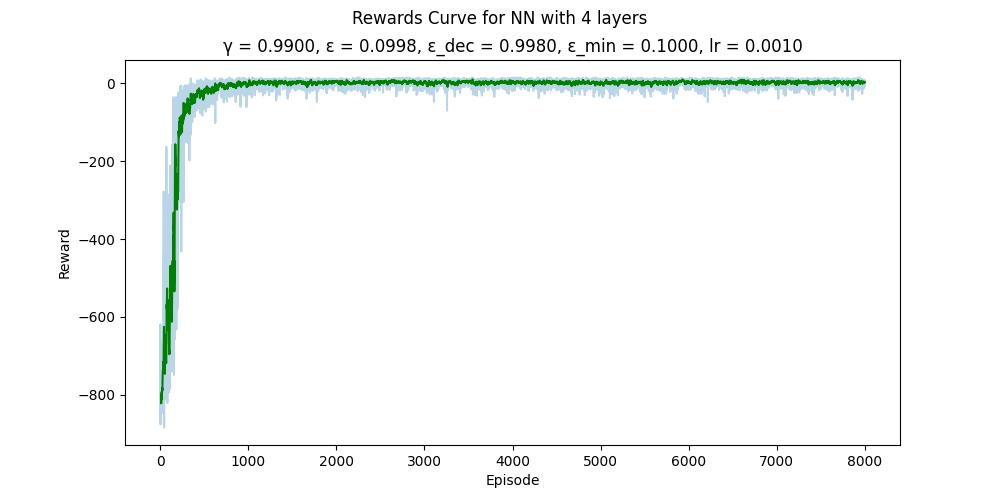 Rewards Curve for NN with 4 layers
γ = 0.9900, ε = 0.0998, ε_dec = 0.9980, ε_min = 0.1000, lr = 0.0010
0
−200
−400
−600
−800
Reward
0 1000 2000 3000 4000 5000 6000 7000 8000
Episode